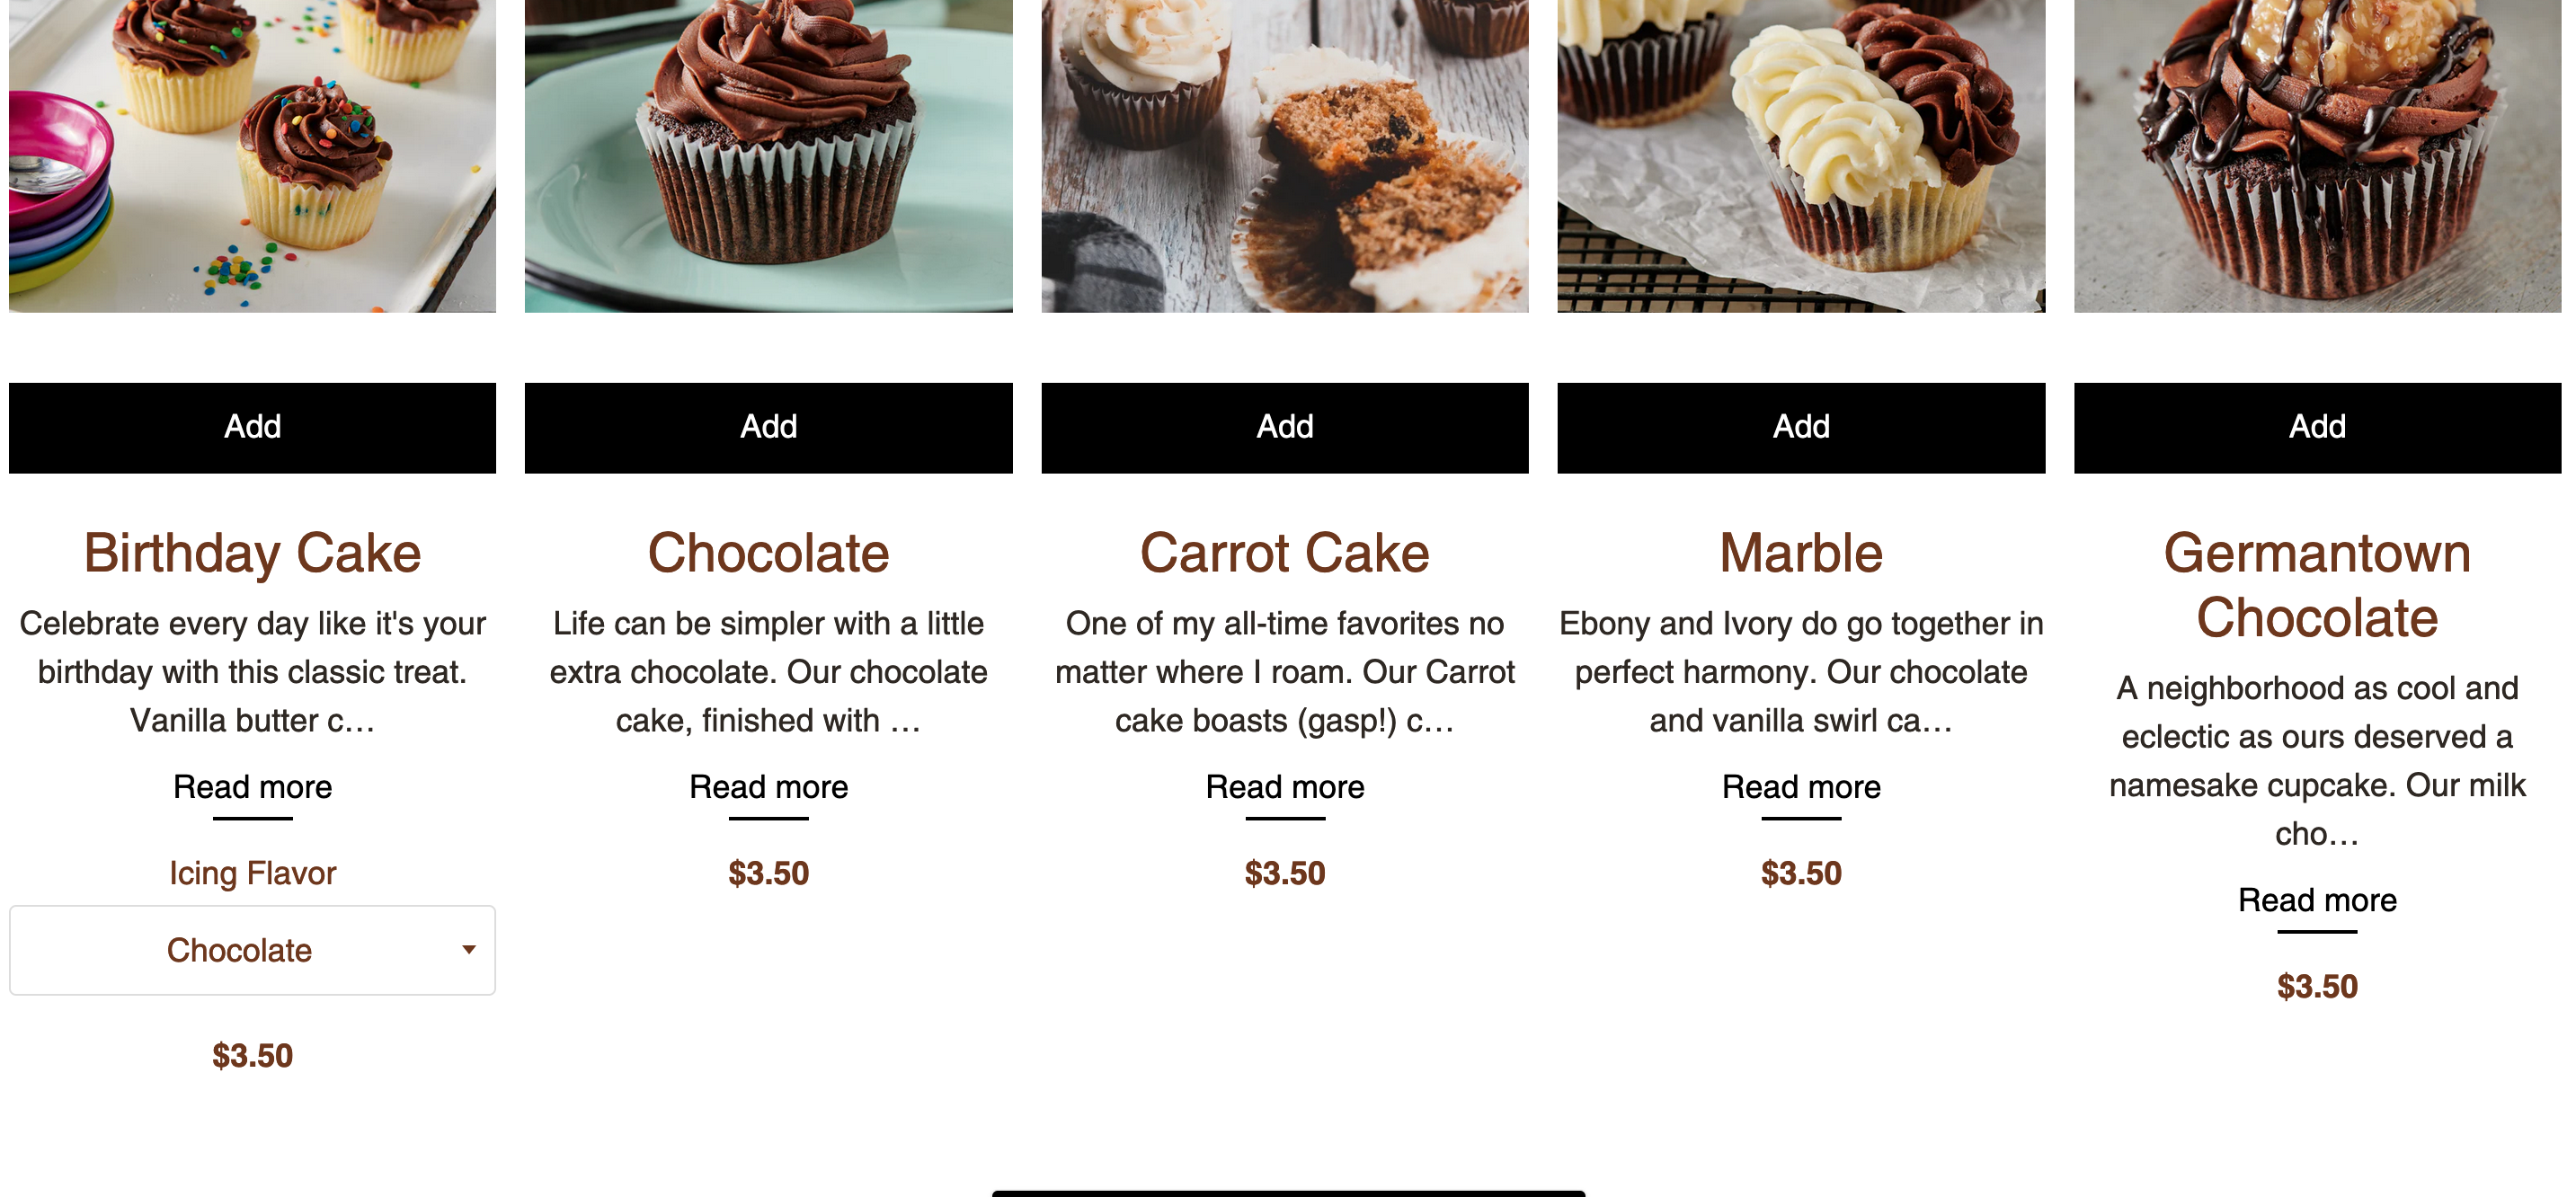 Add
Add
Add
Add
Add
Birthday Cake
Celebrate every day like it's your
birthday with this classic treat.
Vanilla butter c...
Read more
Icing Flavor
Chocolate
$3.50
Chocolate
Life can be simpler with a little
extra chocolate. Our chocolate
cake, finished with ...
Read more
$3.50
Carrot Cake
One of my all-time favorites no
matter where I roam. Our Carrot
cake boasts (gasp!) c...
Read more
$3.50
Marble
Ebony and Ivory do go together in
perfect harmony. Our chocolate
and vanilla swirl ca...
Read more
$3.50
Germantown
Chocolate
A neighborhood as cool and
eclectic as ours deserved a
namesake cupcake. Our milk
cho...
Read more
$3.50